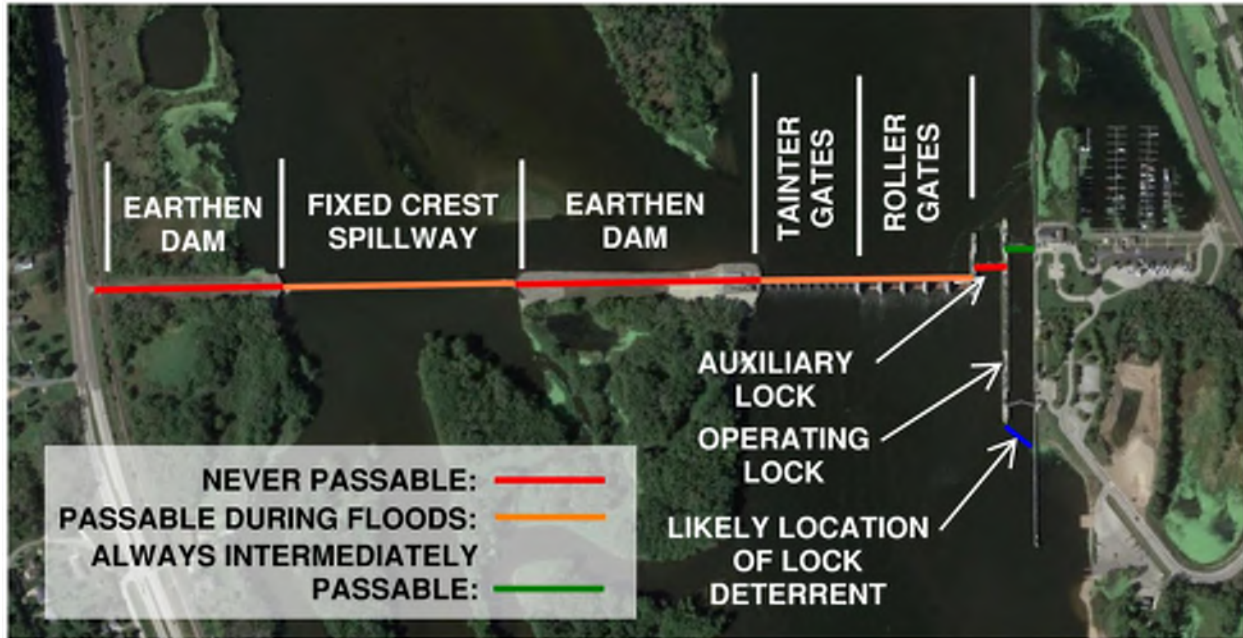 EARTHEN
DAM
FIXED CREST
SPILLWAY
EARTHEN
DAM
TAINTER
GATES
ROLLER
GATES
AUXILIARY
LOCK
OPERATING
LOCK
LIKELY LOCATION
OF LOCK
DETERRENT
NEVER PASSABLE:
PASSABLE DURING FLOODS:
ALWAYS INTERMEDIATELY
PASSABLE: